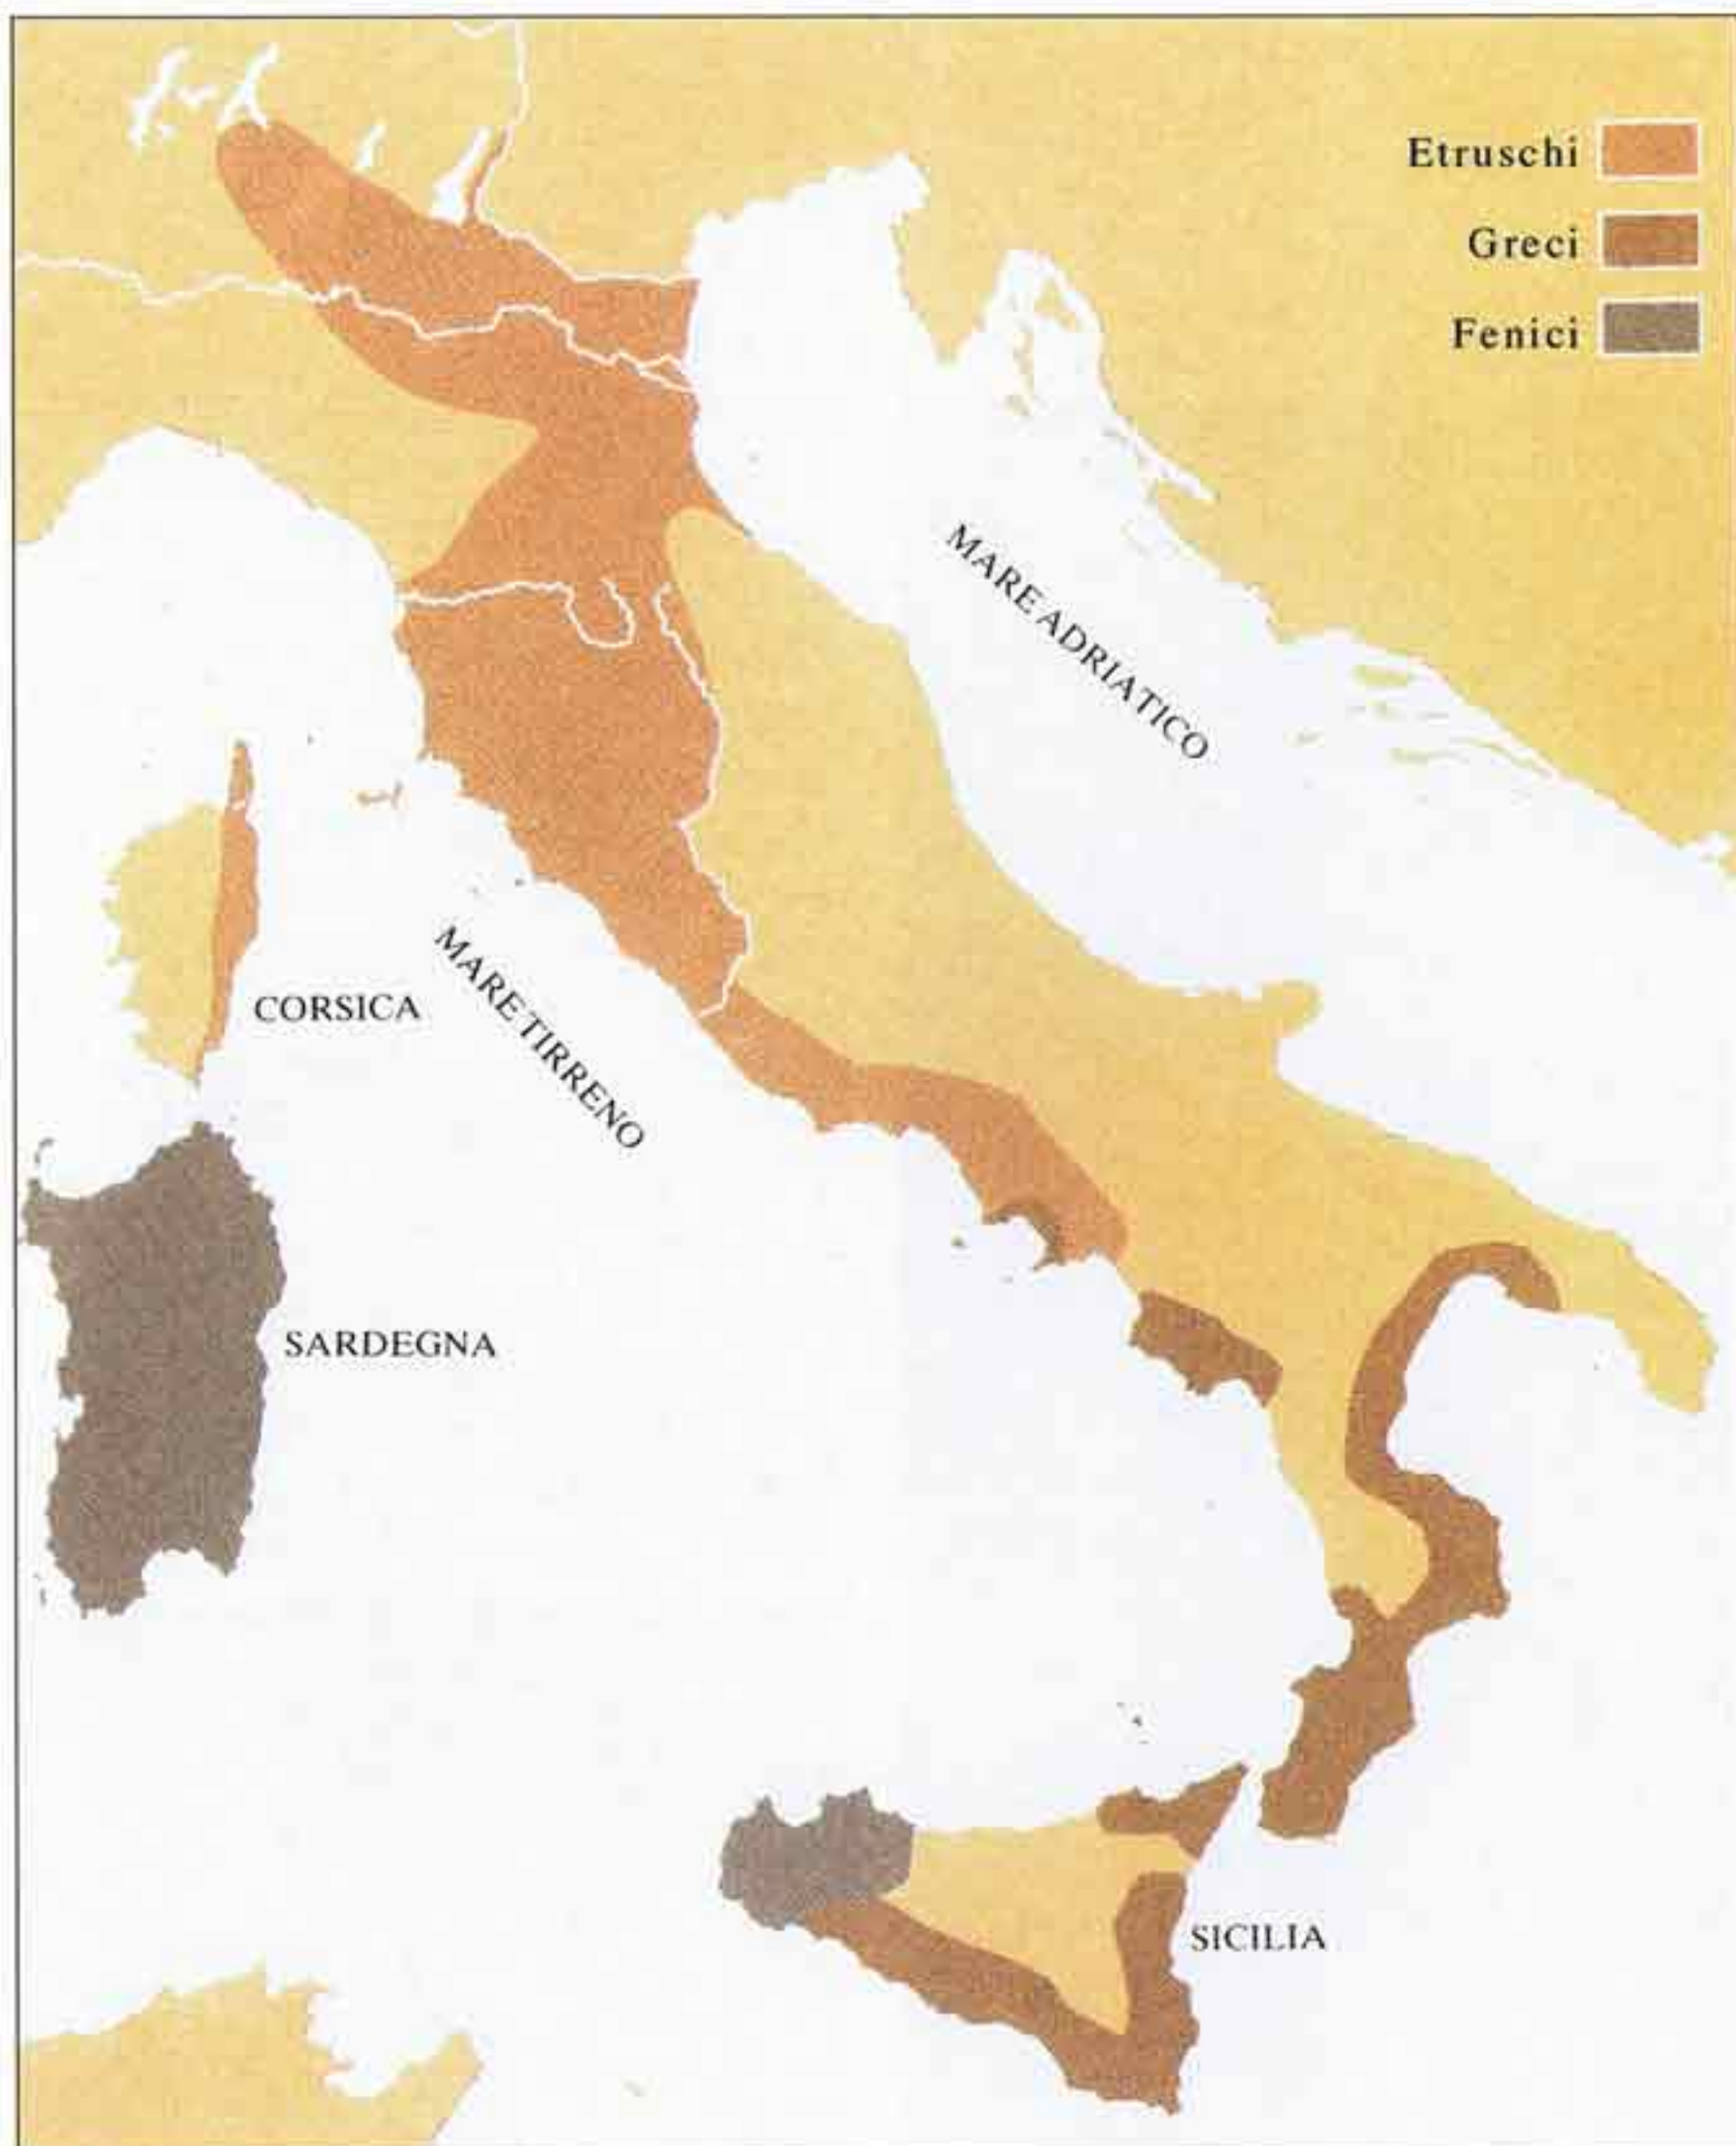 Etruschi
Greci
Fenici
MARE ADRIATICO
MARE TIRRENO
CORSICA
SARDEGNA
SICILIA